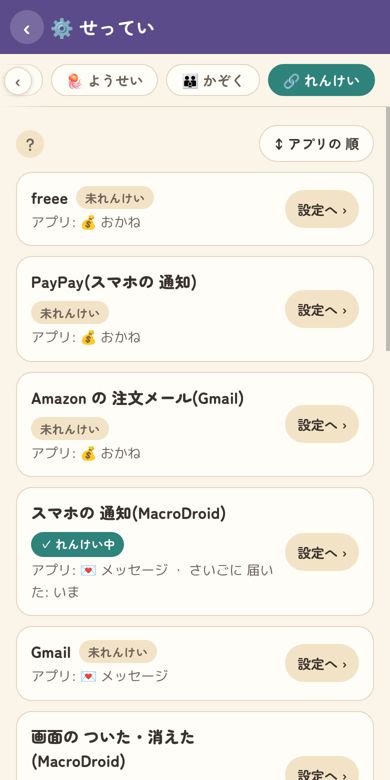 ‹ ⚙️ せってい
‹ 🪼 ようせい 👪 かぞく 🔗 れんけい
? ↕ アプリの 順
freee 未れんけい
アプリ: 💰 おかね
設定へ ›
PayPay(スマホの 通知)
未れんけい
アプリ: 💰 おかね
設定へ ›
Amazon の 注文メール(Gmail)
未れんけい
アプリ: 💰 おかね
設定へ ›
スマホの 通知(MacroDroid)
✓ れんけい中
アプリ: 💌 メッセージ ・ さいごに 届い
た: いま
設定へ ›
Gmail 未れんけい
アプリ: 💌 メッセージ
設定へ ›
画面の ついた・消えた
(MacroDroid)
設定へ ›